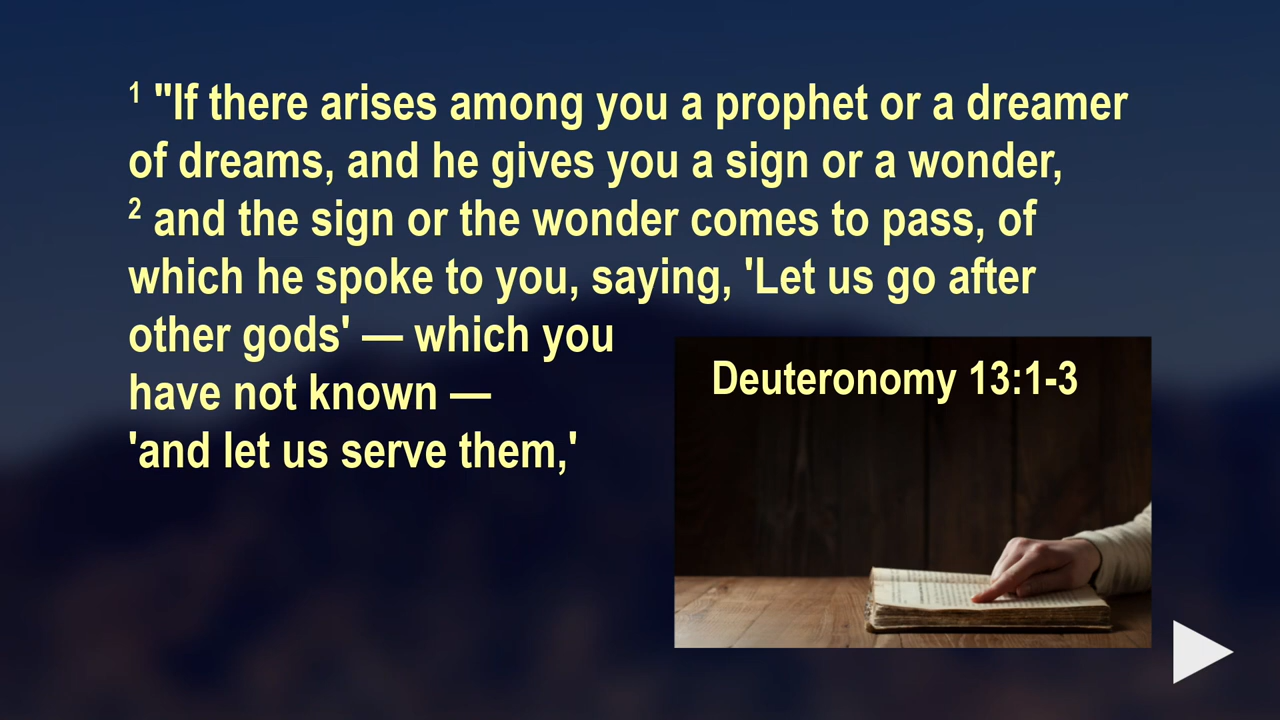 1 "If there arises among you a prophet or a dreamer
of dreams, and he gives you a sign or a wonder,
2 and the sign or the wonder comes to pass, of
which he spoke to you, saying, 'Let us go after
other gods' — which you
have not known —
'and let us serve them,'
Deuteronomy 13:1-3